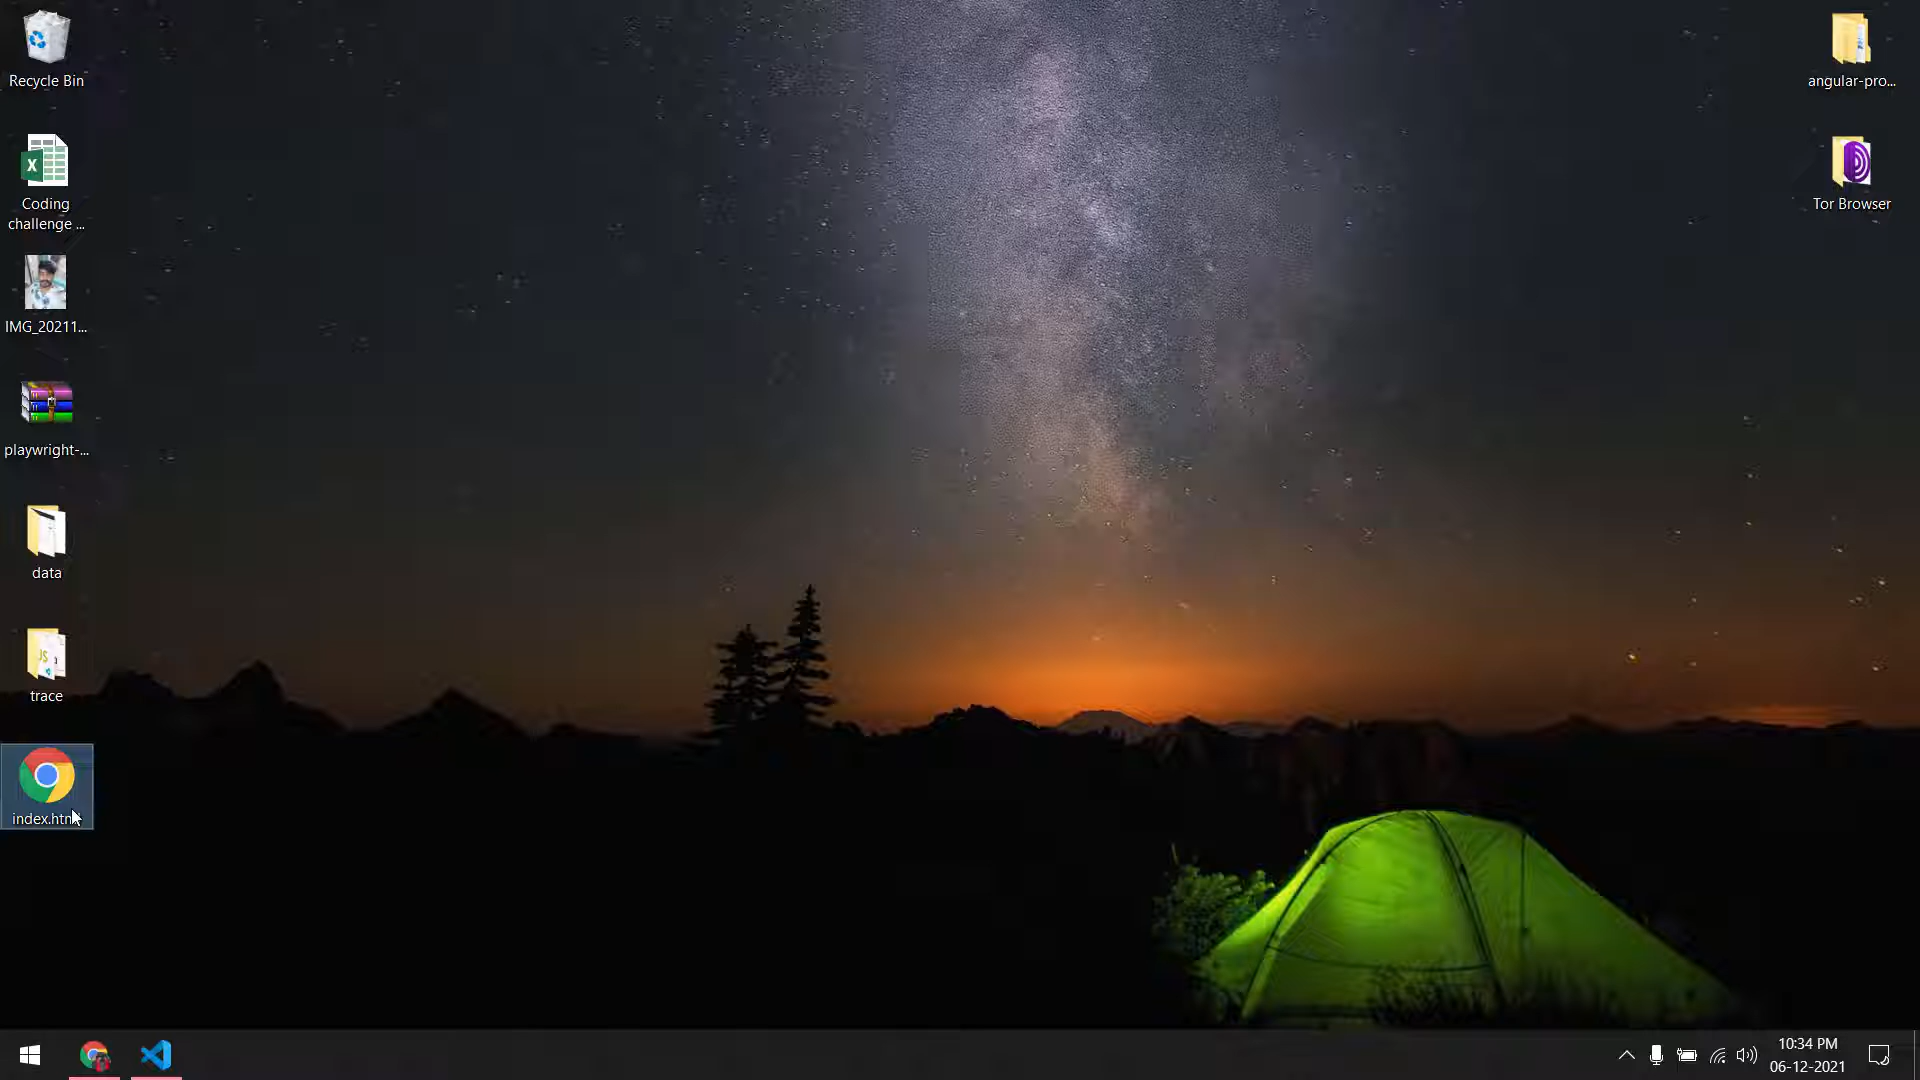 Recycle Bin
Coding
challenge ...
IMG_20211...
playwright-...
data
trace
index.htm
angular-pro...
Tor Browser
10:34 PM
06-12-2021